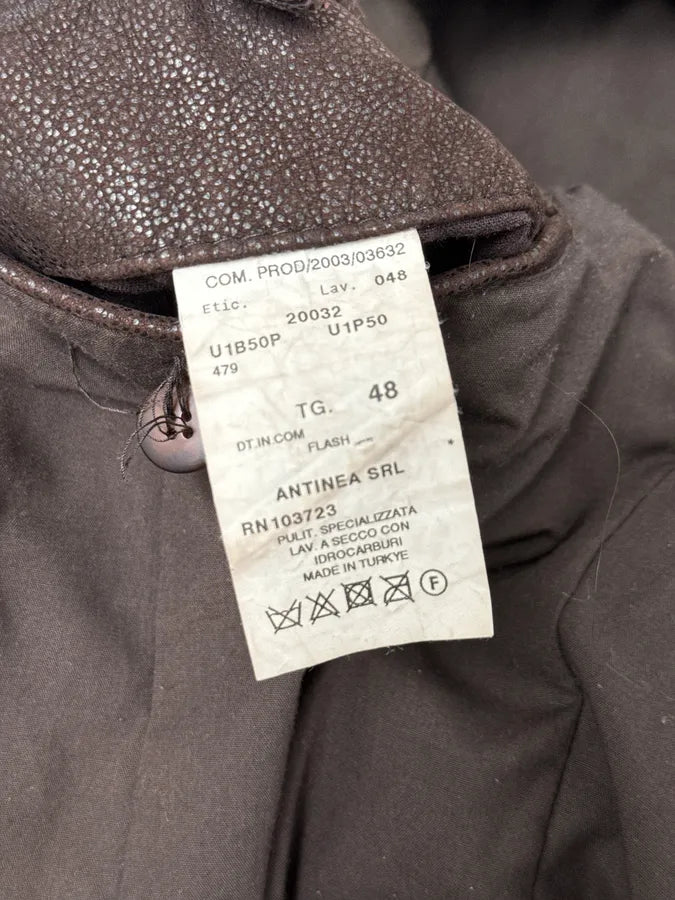 COM. PROD/2003/03632
Etic. Lav. 048
20032
U1B50P U1P50
479
TG. 48
DT.IN.COM FLASH
*
ANTINEA SRL
RN103723
PULIT. SPECIALIZZATA
LAV. A SECCO CON
IDROCARBURI
MADE IN TURKYE
F